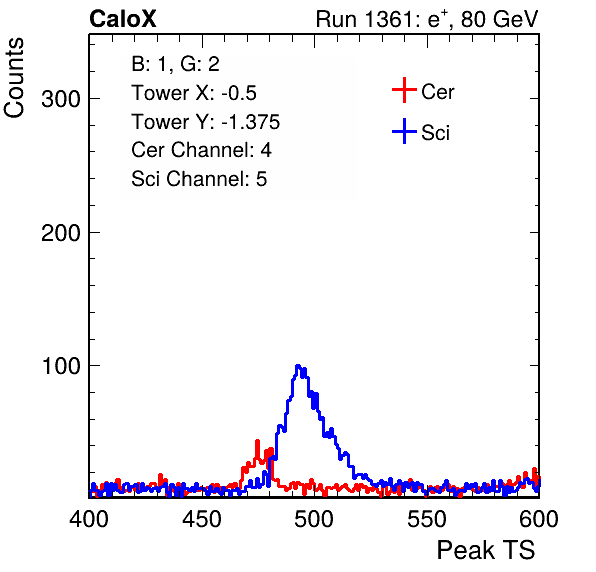 CaloX Run 1361: e⁺, 80 GeV
Counts
B: 1, G: 2
Tower X: -0.5
Tower Y: -1.375
Cer Channel: 4
Sci Channel: 5
Cer
Sci
300
200
100
400 450 500 550 600
Peak TS